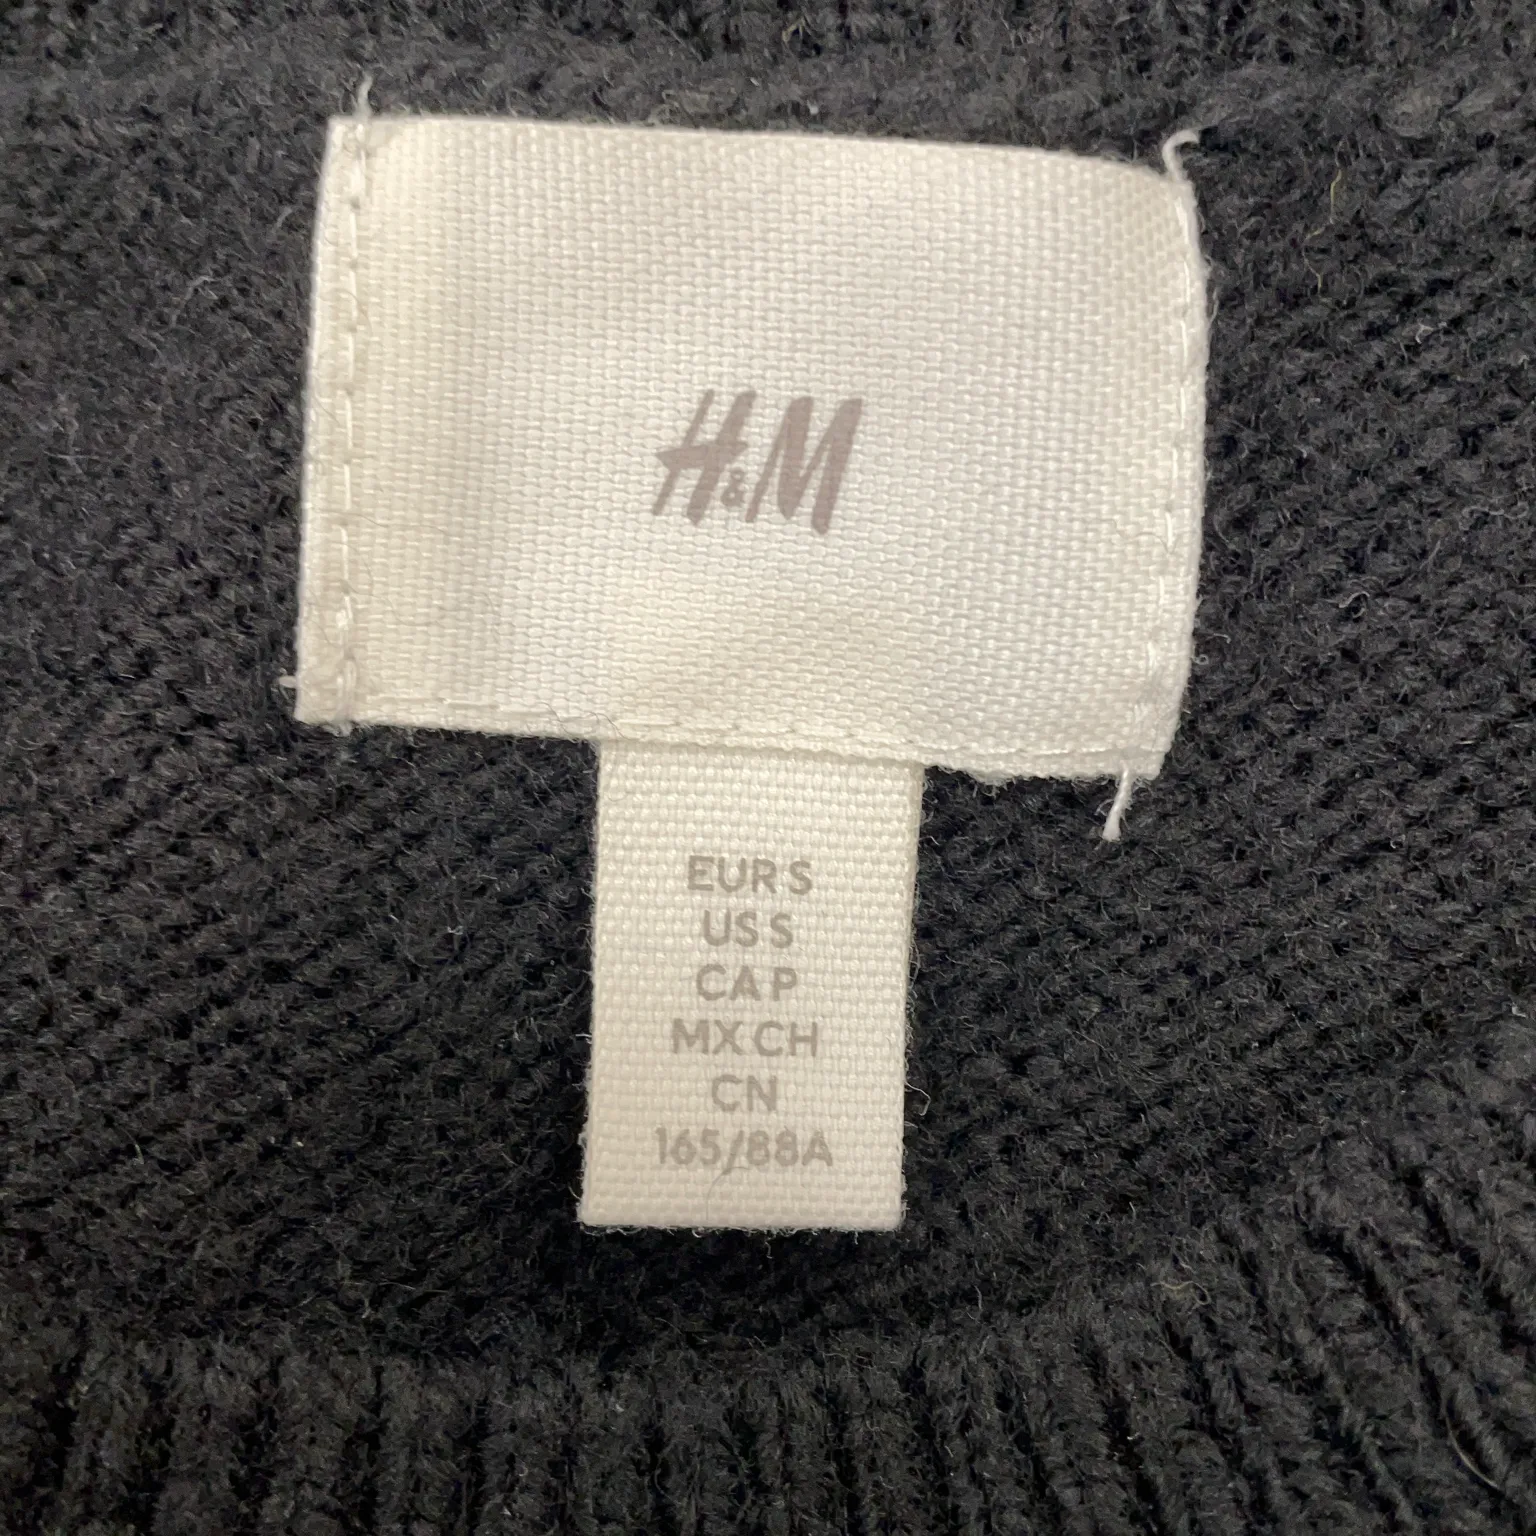 H&M
EUR S
US S
CA P
MX CH
CN
165/88A